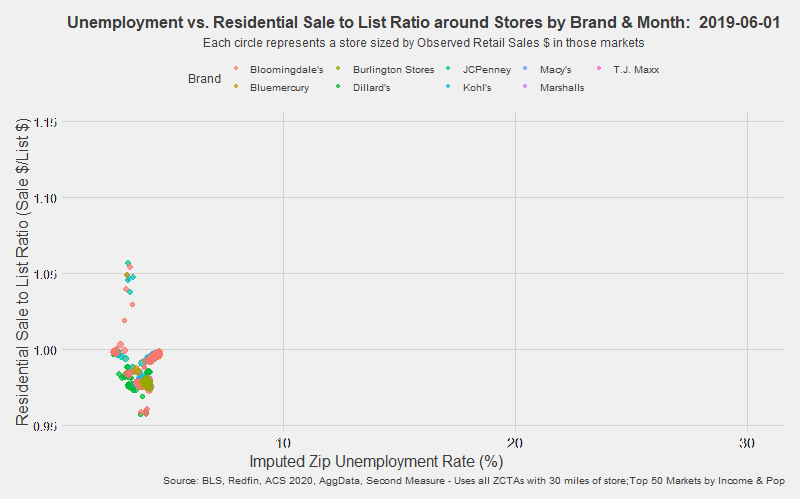 Unemployment vs. Residential Sale to List Ratio around Stores by Brand & Month:  2019-06-01
Each circle represents a store sized by Observed Retail Sales $ in those markets
Brand
Bloomingdale's
Burlington Stores
JCPenney
Macy's
T.J. Maxx
Bluemercury
Dillard's
Kohl's
Marshalls
Residential Sale to List Ratio (Sale $/List $)
1.15
1.10
1.05
1.00
0.95
10
20
30
Imputed Zip Unemployment Rate (%)
Source: BLS, Redfin, ACS 2020, AggData, Second Measure - Uses all ZCTAs with 30 miles of store;Top 50 Markets by Income & Pop